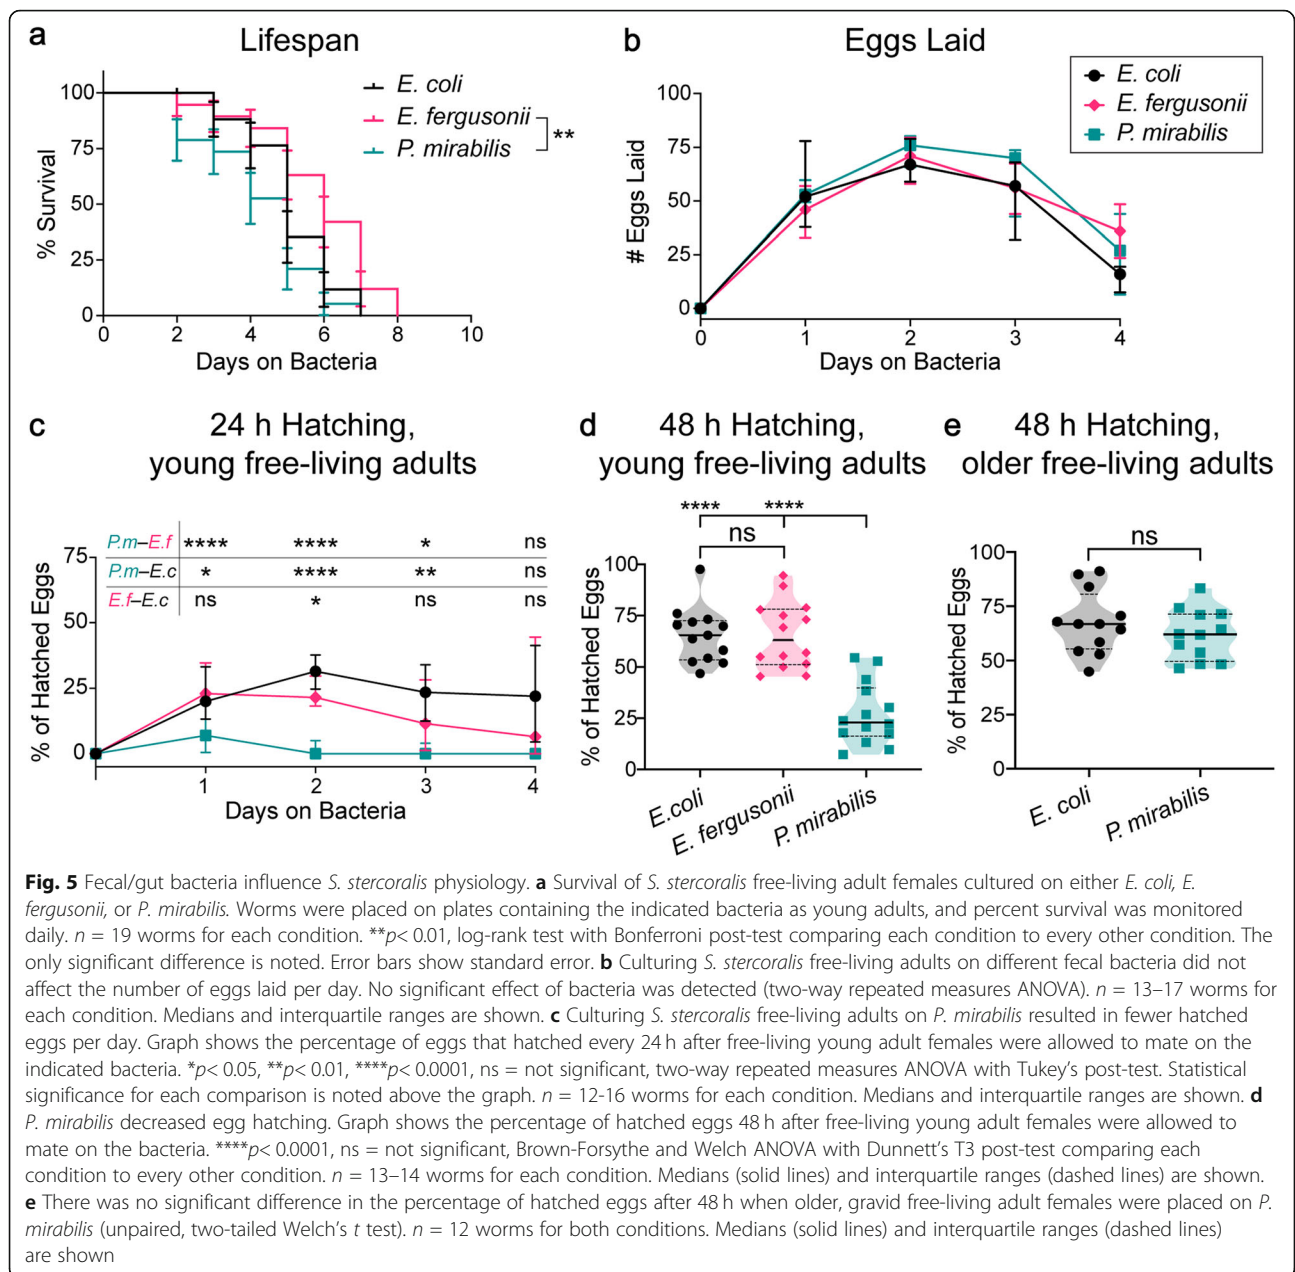 a
Lifespan
100
75
50
25
0
% Survival
0 2 4 6 8 10
Days on Bacteria
E. coli
E. fergusonii
P. mirabilis
**
b
Eggs Laid
100
75
50
25
0
# Eggs Laid
0 1 2 3 4
Days on Bacteria
E. coli
E. fergusonii
P. mirabilis
c
24 h Hatching,
young free-living adults
P.m–E.f **** **** * ns
P.m–E.c * **** ** ns
E.f–E.c ns * ns ns
75
50
25
0
% of Hatched Eggs
1 2 3 4
Days on Bacteria
d
48 h Hatching,
young free-living adults
**** ****
ns
100
75
50
25
0
% of Hatched Eggs
E.coli
E. fergusonii
P. mirabilis
e
48 h Hatching,
older free-living adults
ns
100
75
50
25
0
% of Hatched Eggs
E. coli
P. mirabilis
Fig. 5 Fecal/gut bacteria influence S. stercoralis physiology. a Survival of S. stercoralis free-living adult females cultured on either E. coli, E.
fergusonii, or P. mirabilis. Worms were placed on plates containing the indicated bacteria as young adults, and percent survival was monitored
daily. n = 19 worms for each condition. **p< 0.01, log-rank test with Bonferroni post-test comparing each condition to every other condition. The
only significant difference is noted. Error bars show standard error. b Culturing S. stercoralis free-living adults on different fecal bacteria did not
affect the number of eggs laid per day. No significant effect of bacteria was detected (two-way repeated measures ANOVA). n = 13–17 worms for
each condition. Medians and interquartile ranges are shown. c Culturing S. stercoralis free-living adults on P. mirabilis resulted in fewer hatched
eggs per day. Graph shows the percentage of eggs that hatched every 24 h after free-living young adult females were allowed to mate on the
indicated bacteria. *p< 0.05, **p< 0.01, ****p< 0.0001, ns = not significant, two-way repeated measures ANOVA with Tukey's post-test. Statistical
significance for each comparison is noted above the graph. n = 12-16 worms for each condition. Medians and interquartile ranges are shown. d
P. mirabilis decreased egg hatching. Graph shows the percentage of hatched eggs 48 h after free-living young adult females were allowed to
mate on the bacteria. ****p< 0.0001, ns = not significant, Brown-Forsythe and Welch ANOVA with Dunnett's T3 post-test comparing each
condition to every other condition. n = 13–14 worms for each condition. Medians (solid lines) and interquartile ranges (dashed lines) are shown.
e There was no significant difference in the percentage of hatched eggs after 48 h when older, gravid free-living adult females were placed on P.
mirabilis (unpaired, two-tailed Welch's t test). n = 12 worms for both conditions. Medians (solid lines) and interquartile ranges (dashed lines)
are shown